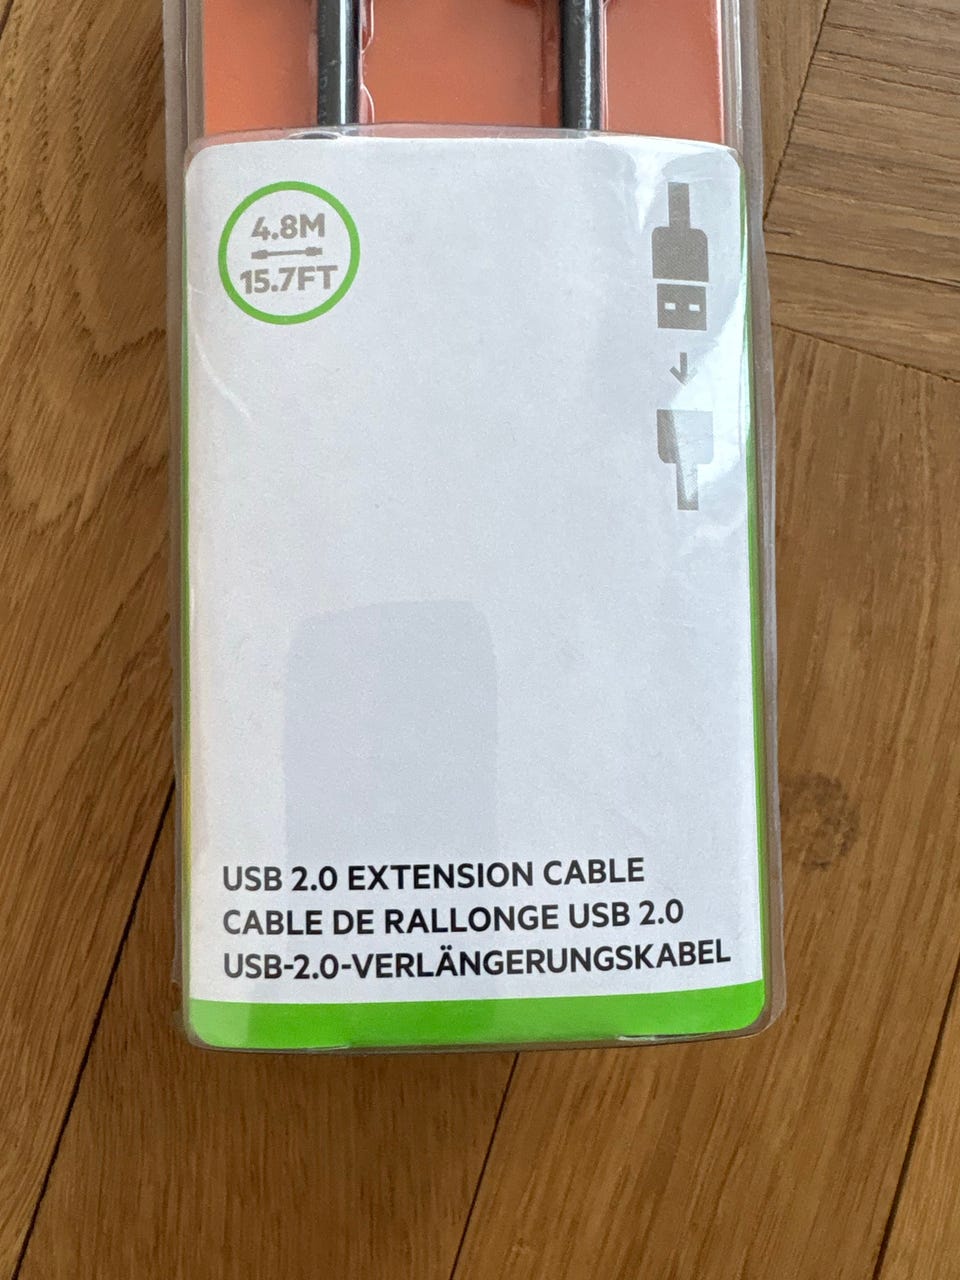 4.8M
15.7FT
USB 2.0 EXTENSION CABLE
CABLE DE RALLONGE USB 2.0
USB-2.0-VERLÄNGERUNGSKABEL